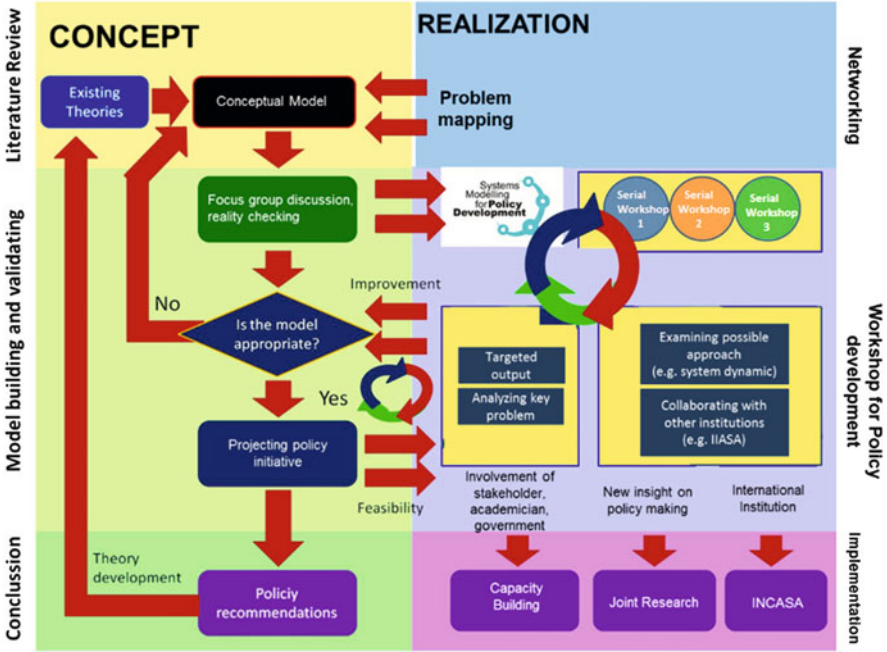 CONCEPT
REALIZATION
Literature Review
Existing
Theories
Conceptual Model
Problem
mapping
Networking
Model building and validating
Focus group discussion,
reality checking
Systems
Modelling
for Policy
Development
Serial
Workshop
1
Serial
Workshop
2
Serial
Workshop
3
Improvement
No
Is the model
appropriate?
Yes
Targeted
output
Analyzing key
problem
Examining possible
approach
(e.g. system dynamic)
Collaborating with
other institutions
(e.g. IIASA)
Workshop for Policy
development
Projecting policy
initiative
Feasibility
Involvement of
stakeholder,
academician,
government
New insight on
policy making
International
Institution
Conclussion
Theory
development
Policiy
recommendations
Capacity
Building
Joint Research
INCASA
Implementation